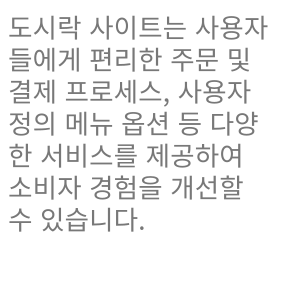 도시락 사이트는 사용자
들에게 편리한 주문 및
결제 프로세스, 사용자
정의 메뉴 옵션 등 다양
한 서비스를 제공하여
소비자 경험을 개선할
수 있습니다.